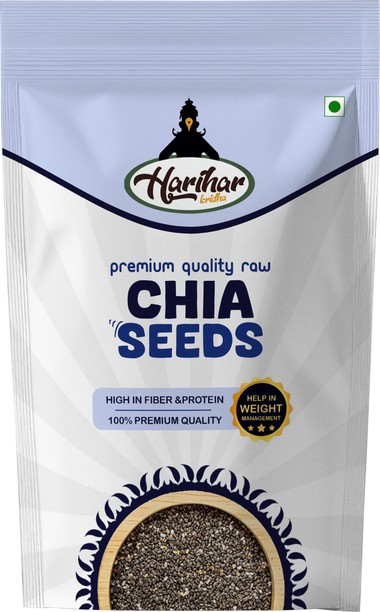 Harihar
kridha
premium quality raw
CHIA
SEEDS
HIGH IN FIBER &PROTEIN
100% PREMIUM QUALITY
HELP IN
WEIGHT
MANAGEMENT